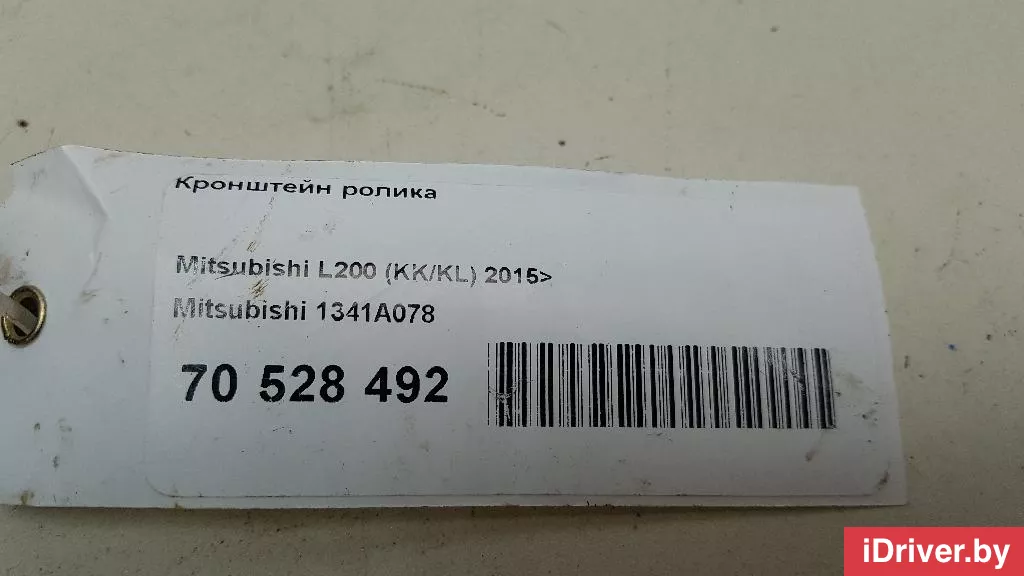 Кронштейн ролика
Mitsubishi L200 (KK/KL) 2015>
Mitsubishi 1341A078
70 528 492
iDriver.by